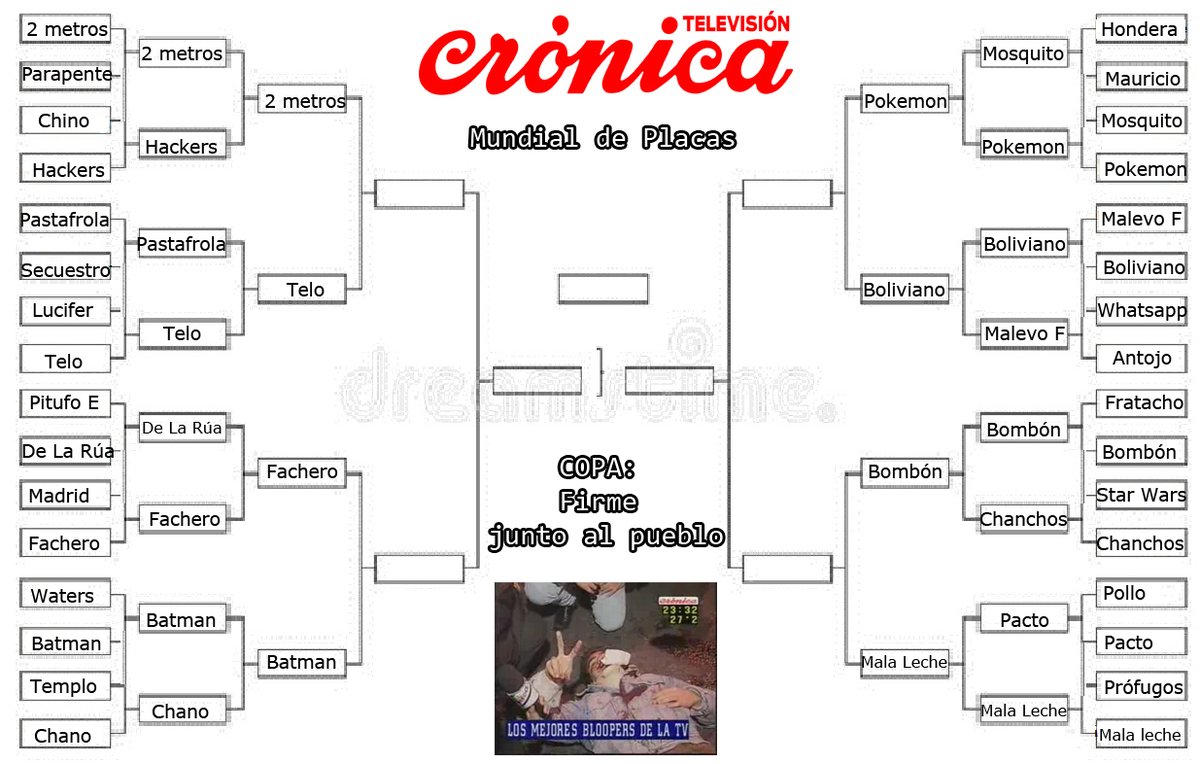 TELEVISIÓN
crónica
Mundial de Placas
2 metros
Parapente
Chino
Hackers
Pastafrola
Secuestro
Lucifer
Telo
Pitufo E
De La Rúa
Madrid
Fachero
Waters
Batman
Templo
Chano
2 metros
Hackers
Pastafrola
Telo
De La Rúa
Fachero
Batman
Chano
2 metros
Telo
Fachero
Batman
dreamstime.
COPA:
Firme
junto al pueblo
crónica
23:32
27'2
LOS MEJORES BLOOPERS DE LA TV
Pokemon
Boliviano
Bombón
Mala Leche
Mosquito
Pokemon
Boliviano
Malevo F
Bombón
Chanchos
Pacto
Mala Leche
Hondera
Mauricio
Mosquito
Pokemon
Malevo F
Boliviano
Whatsapp
Antojo
Fratacho
Bombón
Star Wars
Chanchos
Pollo
Pacto
Prófugos
Mala leche